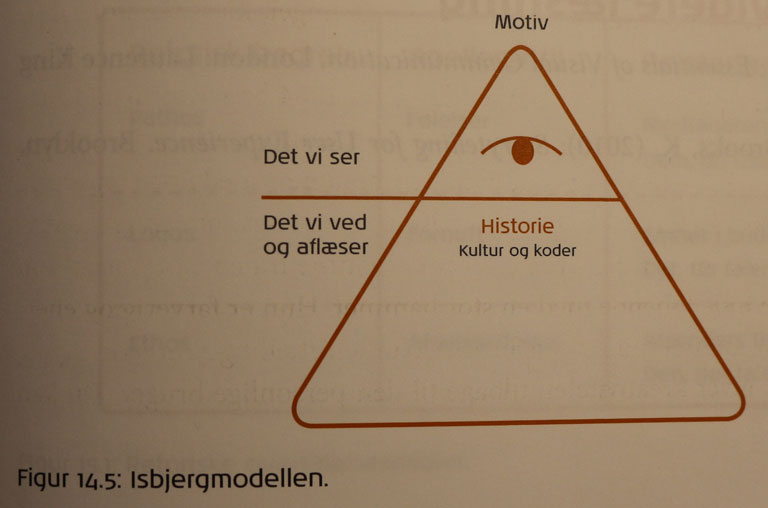 Motiv
Det vi ser
Det vi ved
og aflæser
Historie
Kultur og koder
Figur 14.5: Isbjergmodellen.